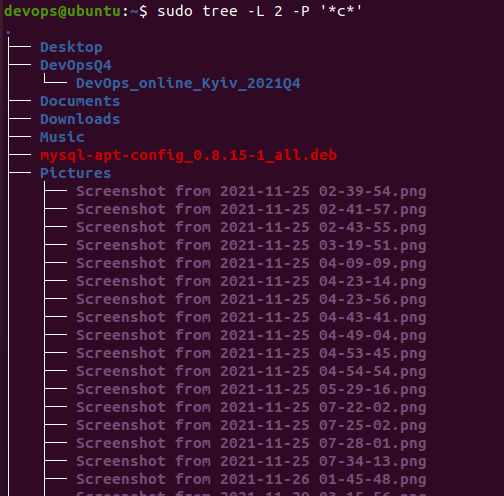 devops@ubuntu:~$ sudo tree -L 2 -P '*c*'
.
├── Desktop
├── DevOpsQ4
│   └── DevOps_online_Kyiv_2021Q4
├── Documents
├── Downloads
├── Music
├── mysql-apt-config_0.8.15-1_all.deb
├── Pictures
│   ├── Screenshot from 2021-11-25 02-39-54.png
│   ├── Screenshot from 2021-11-25 02-41-57.png
│   ├── Screenshot from 2021-11-25 02-43-55.png
│   ├── Screenshot from 2021-11-25 03-19-51.png
│   ├── Screenshot from 2021-11-25 04-09-09.png
│   ├── Screenshot from 2021-11-25 04-23-14.png
│   ├── Screenshot from 2021-11-25 04-23-56.png
│   ├── Screenshot from 2021-11-25 04-43-41.png
│   ├── Screenshot from 2021-11-25 04-49-04.png
│   ├── Screenshot from 2021-11-25 04-53-45.png
│   ├── Screenshot from 2021-11-25 04-54-54.png
│   ├── Screenshot from 2021-11-25 05-29-16.png
│   ├── Screenshot from 2021-11-25 07-22-02.png
│   ├── Screenshot from 2021-11-25 07-25-02.png
│   ├── Screenshot from 2021-11-25 07-28-01.png
│   ├── Screenshot from 2021-11-25 07-34-13.png
│   ├── Screenshot from 2021-11-26 01-45-48.png
│   ├── Screenshot from 2021-11-29 03-15-56.png